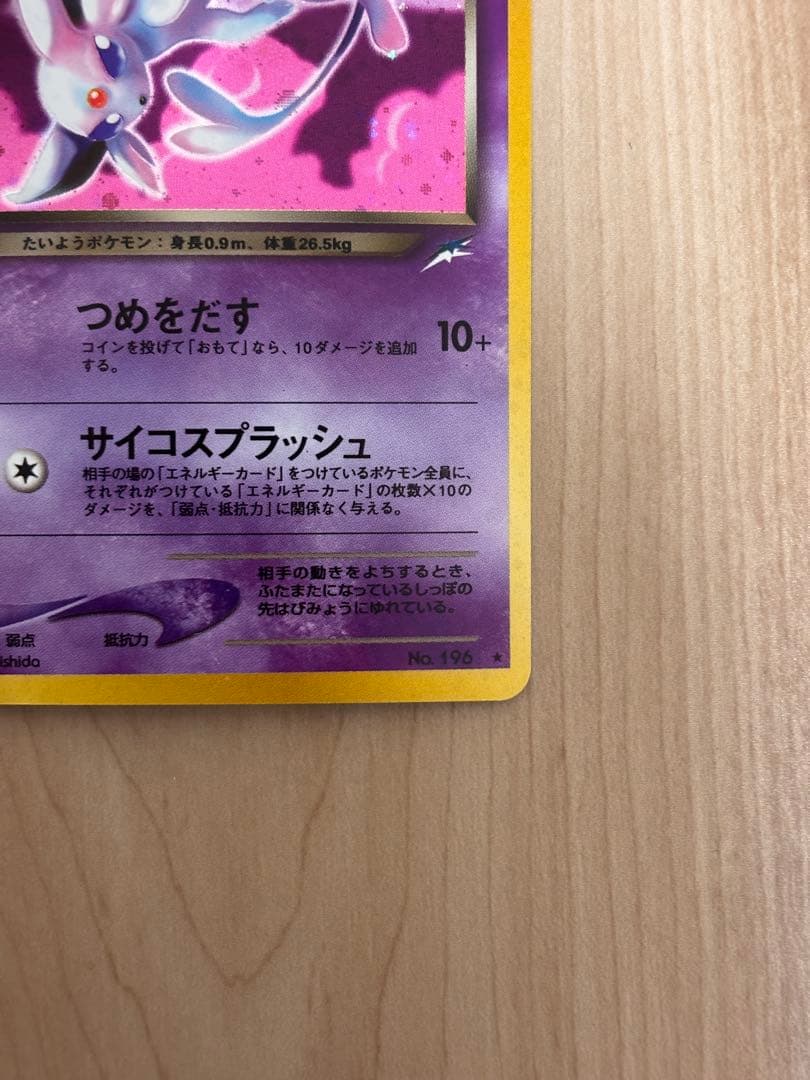 たいようポケモン：身長0.9m、体重26.5kg
つめをだす
10+
コインを投げて「おもて」なら、10ダメージを追加
する。
サイコスプラッシュ
相手の場の「エネルギーカード」をつけているポケモン全員に、
それぞれがつけている「エネルギーカード」の枚数×10の
ダメージを、「弱点・抵抗力」に関係なく与える。
相手の動きをよちするとき、
ふたまたになっているしっぽの
先はびみょうにゆれている。
弱点 抵抗力
ishida
No. 196 ★